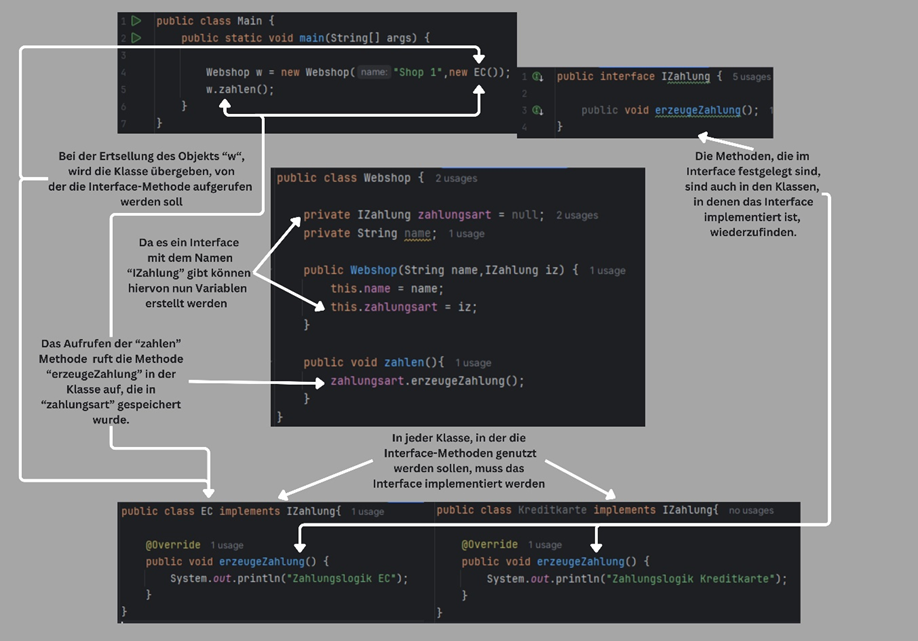 1 public class Main {
2 public static void main(String[] args) {
3
4 Webshop w = new Webshop( name: "Shop 1",new EC());
5 w.zahlen();
6 }
7 }
1 public interface IZahlung { 5 usages
2
3 public void erzeugeZahlung(); 1
4 }
Bei der Ertsellung des Objekts “w“,
wird die Klasse übergeben, von
der die Interface-Methode aufgerufen
werden soll
Die Methoden, die im
Interface festgelegt sind,
sind auch in den Klassen,
in denen das Interface
implementiert ist,
wiederzufinden.
public class Webshop { 2 usages
private IZahlung zahlungsart = null; 2 usages
private String name; 1 usage
public Webshop(String name,IZahlung iz) { 1 usage
this.name = name;
this.zahlungsart = iz;
}
public void zahlen(){ 1 usage
zahlungsart.erzeugeZahlung();
}
}
Da es ein Interface
mit dem Namen
“IZahlung” gibt können
hiervon nun Variablen
erstellt werden
Das Aufrufen der “zahlen”
Methode ruft die Methode
“erzeugeZahlung” in der
Klasse auf, die in
“zahlungsart” gespeichert
wurde.
In jeder Klasse, in der die
Interface-Methoden genutzt
werden sollen, muss das
Interface implementiert werden
public class EC implements IZahlung{ 1 usage
@Override 1 usage
public void erzeugeZahlung() {
System.out.println("Zahlungslogik EC");
}
}
public class Kreditkarte implements IZahlung{ no usages
@Override 1 usage
public void erzeugeZahlung() {
System.out.println("Zahlungslogik Kreditkarte");
}
}